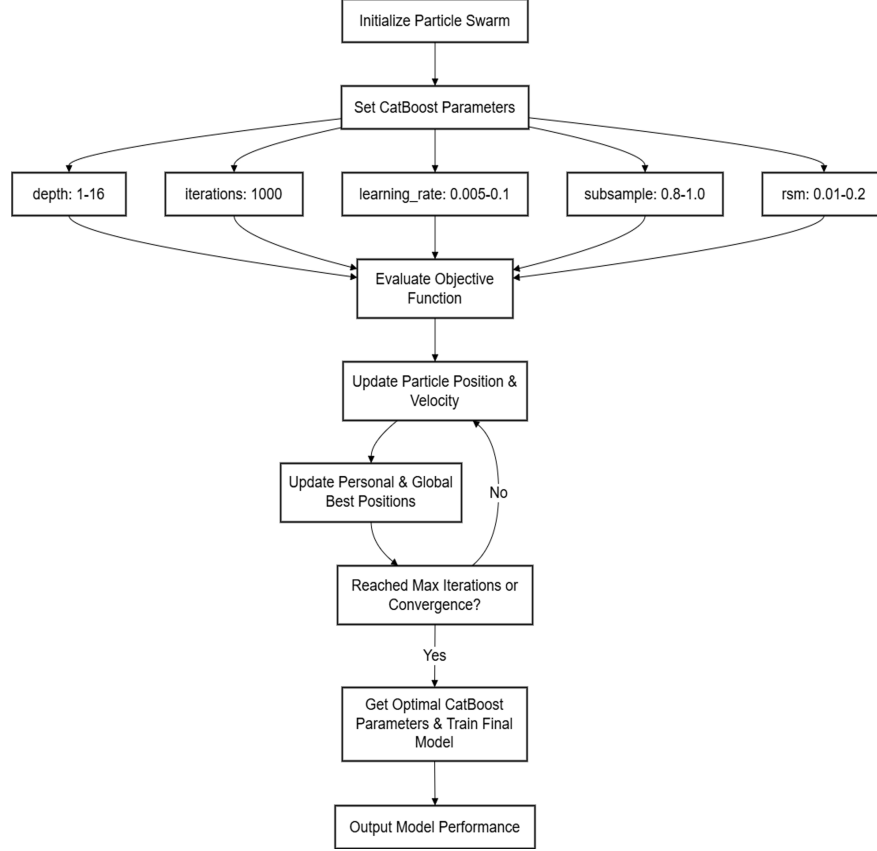 Initialize Particle Swarm
Set CatBoost Parameters
depth: 1-16
iterations: 1000
learning_rate: 0.005-0.1
subsample: 0.8-1.0
rsm: 0.01-0.2
Evaluate Objective
Function
Update Particle Position &
Velocity
Update Personal & Global
Best Positions
No
Reached Max Iterations or
Convergence?
Yes
Get Optimal CatBoost
Parameters & Train Final
Model
Output Model Performance